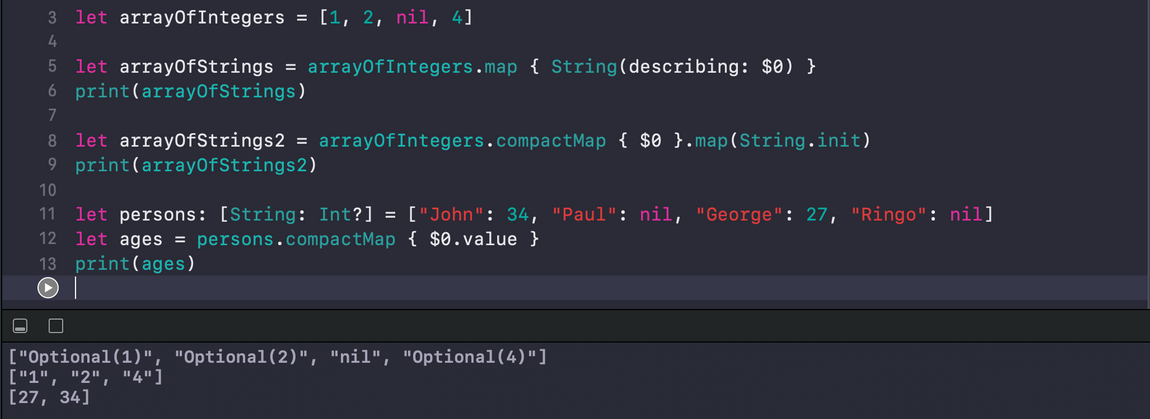 3 let arrayOfIntegers = [1, 2, nil, 4]
4
5 let arrayOfStrings = arrayOfIntegers.map { String(describing: $0) }
6 print(arrayOfStrings)
7
8 let arrayOfStrings2 = arrayOfIntegers.compactMap { $0 }.map(String.init)
9 print(arrayOfStrings2)
10
11 let persons: [String: Int?] = ["John": 34, "Paul": nil, "George": 27, "Ringo": nil]
12 let ages = persons.compactMap { $0.value }
13 print(ages)
["Optional(1)", "Optional(2)", "nil", "Optional(4)"]
["1", "2", "4"]
[27, 34]